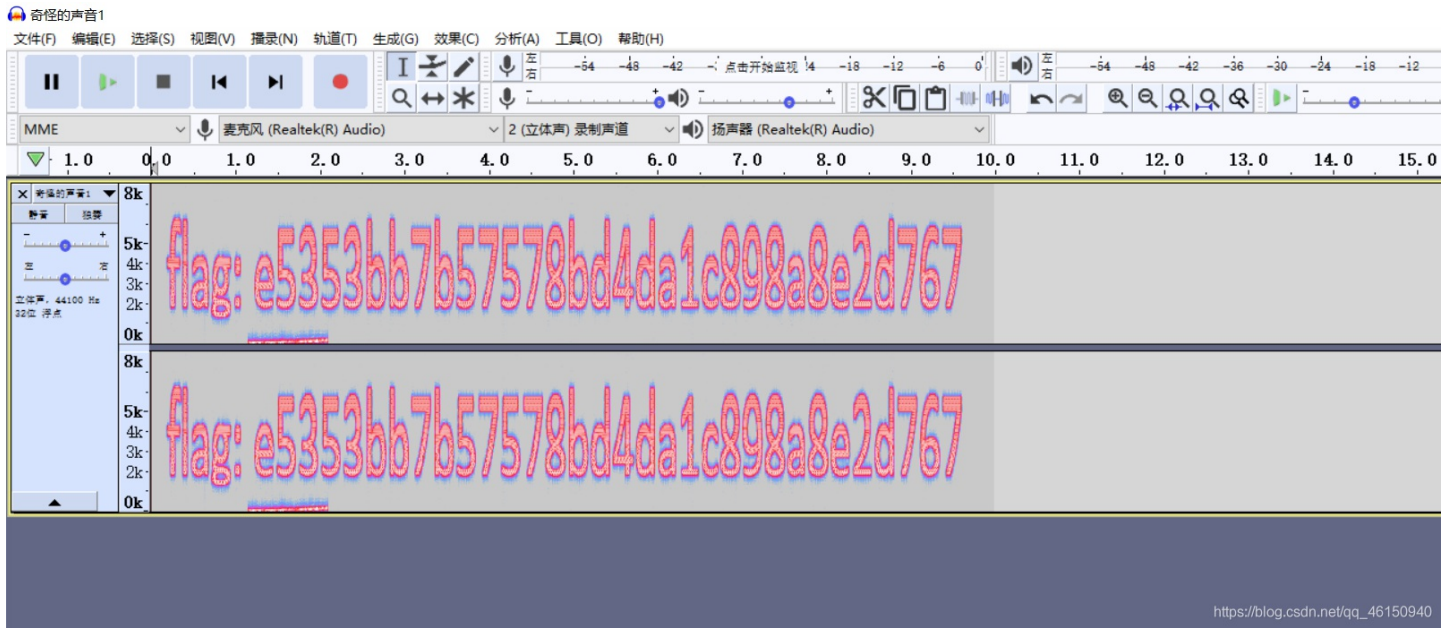 奇怪的声音1
文件(F) 编辑(E) 选择(S) 视图(V) 播录(N) 轨道(T) 生成(G) 效果(C) 分析(A) 工具(O) 帮助(H)
左 右 -54 -48 -42 - 点击开始监视 4 -18 -12 -6 0 左 右 -54 -48 -42 -36 -30 -24 -18 -12
MME 麦克风 (Realtek(R) Audio) 2 (立体声) 录制声道 扬声器 (Realtek(R) Audio)
1.0 0.0 1.0 2.0 3.0 4.0 5.0 6.0 7.0 8.0 9.0 10.0 11.0 12.0 13.0 14.0 15.0
奇怪的声音1
静音 独奏
左 右
立体声, 44100 Hz
32位 浮点
8k
5k
4k
3k
2k
0k
flag: e5353bb7b57578bd4da1c898a8e2d767
8k
5k
4k
3k
2k
0k
flag: e5353bb7b57578bd4da1c898a8e2d767
https://blog.csdn.net/qq_46150940